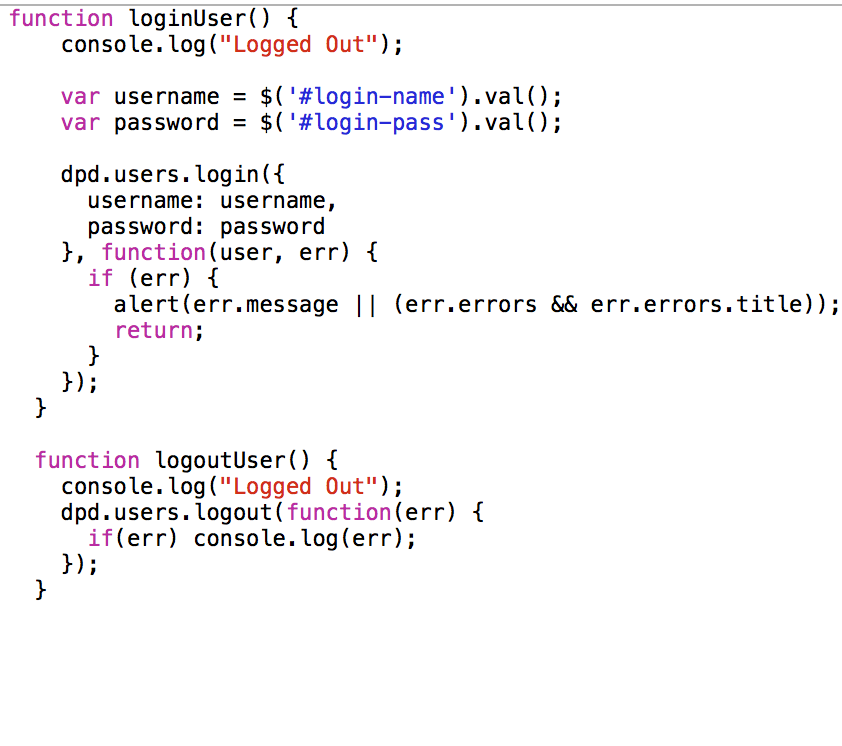 function loginUser() {
    console.log("Logged Out");

    var username = $('#login-name').val();
    var password = $('#login-pass').val();

    dpd.users.login({
      username: username,
      password: password
    }, function(user, err) {
      if (err) {
        alert(err.message || (err.errors && err.errors.title));
        return;
      }
    });
  }

  function logoutUser() {
    console.log("Logged Out");
    dpd.users.logout(function(err) {
      if(err) console.log(err);
    });
  }